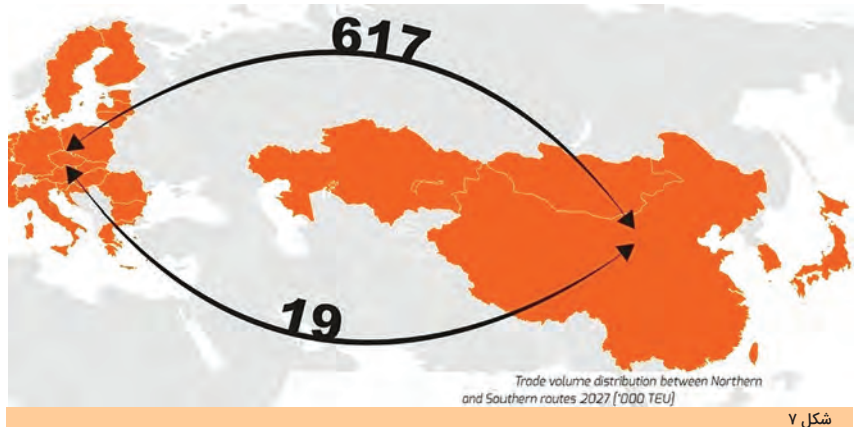 617
19
Trade volume distribution between Northern
and Southern routes 2027 ['000 TEU]
شکل ۷